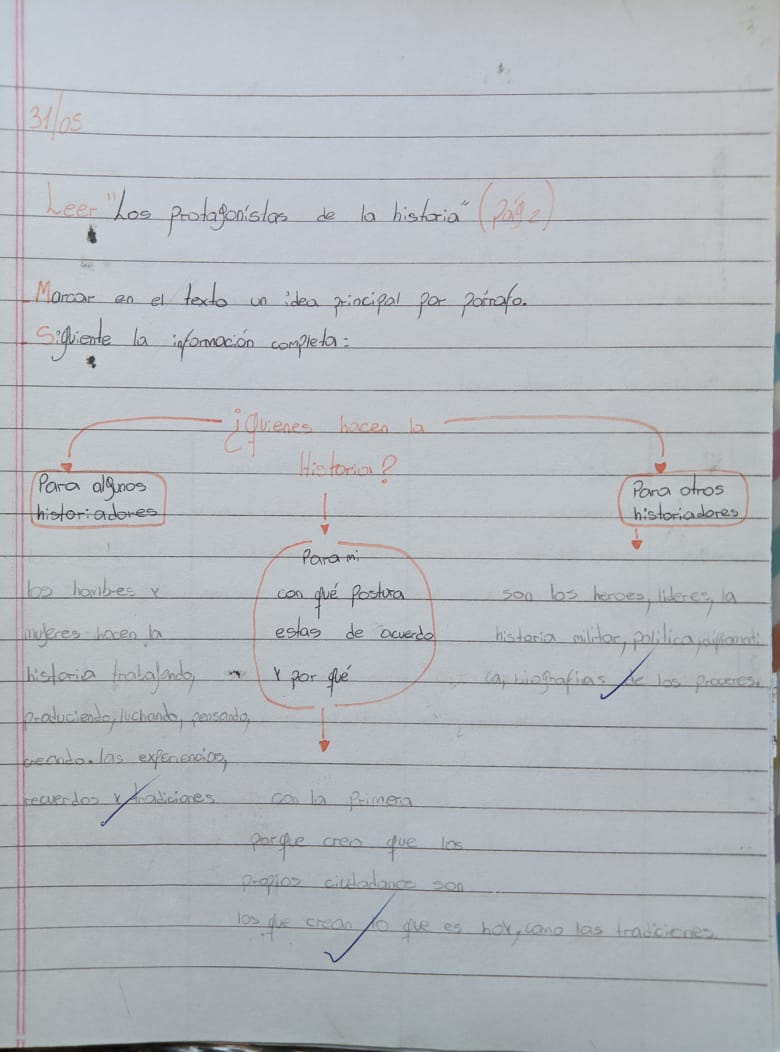 31/05
Leer "Los protagonistas de la historia" (pág 2)
- Marcar en el texto un idea principal por párrafo.
- Siguiente la información completa:
¿Quienes hacen la
Historia?
Para algunos
historiadores
los hombres y
mujeres hacen la
historia trabajando,
produciendo, luchando, pensando,
creando. las experiencias,
recuerdos y tradiciones
Para mi
con qué Postura
estas de acuerdo
y por qué
con la primera
porque creo que los
propios ciudadanos son
los que crean lo que es hoy, como las tradiciones.
Para otros
historiadores
son los heroes, lideres, la
historia militar, política, diplomati
ca, biografias de los proceres.